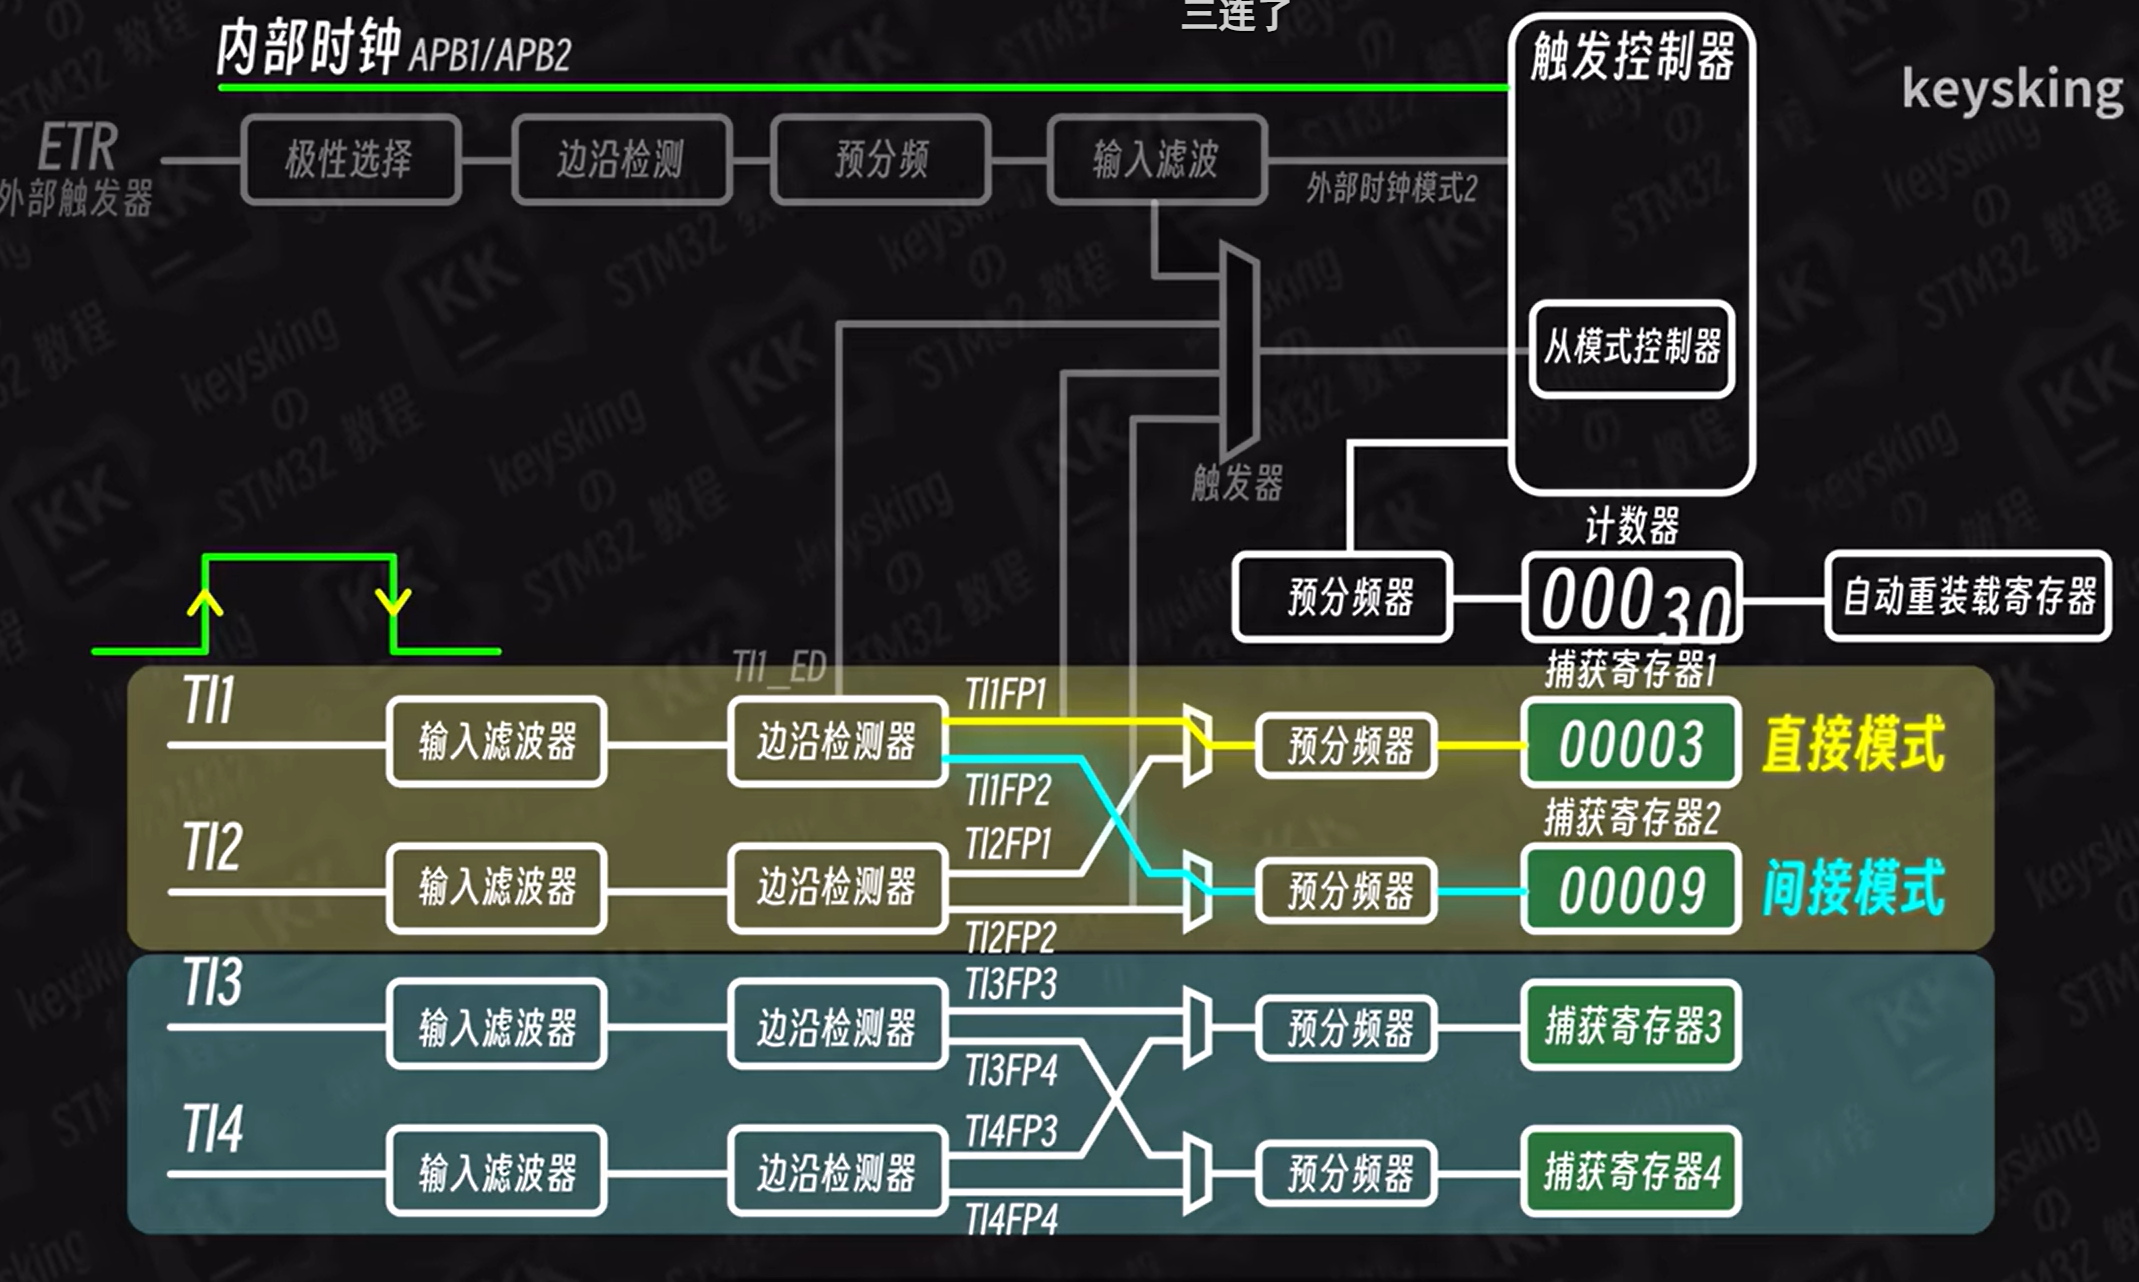 三连了
内部时钟 APB1/APB2
触发控制器
keysking
ETR
外部触发器
极性选择
边沿检测
预分频
输入滤波
外部时钟模式2
从模式控制器
触发器
计数器
预分频器
00030
自动重装载寄存器
TI1_ED
捕获寄存器1
TI1
输入滤波器
边沿检测器
TI1FP1
预分频器
00003
直接模式
TI1FP2
捕获寄存器2
TI2
输入滤波器
边沿检测器
TI2FP1
预分频器
00009
间接模式
TI2FP2
TI3
输入滤波器
边沿检测器
TI3FP3
预分频器
捕获寄存器3
TI3FP4
TI4
输入滤波器
边沿检测器
TI4FP3
预分频器
捕获寄存器4
TI4FP4
keysking
の
STM32 教程
KK